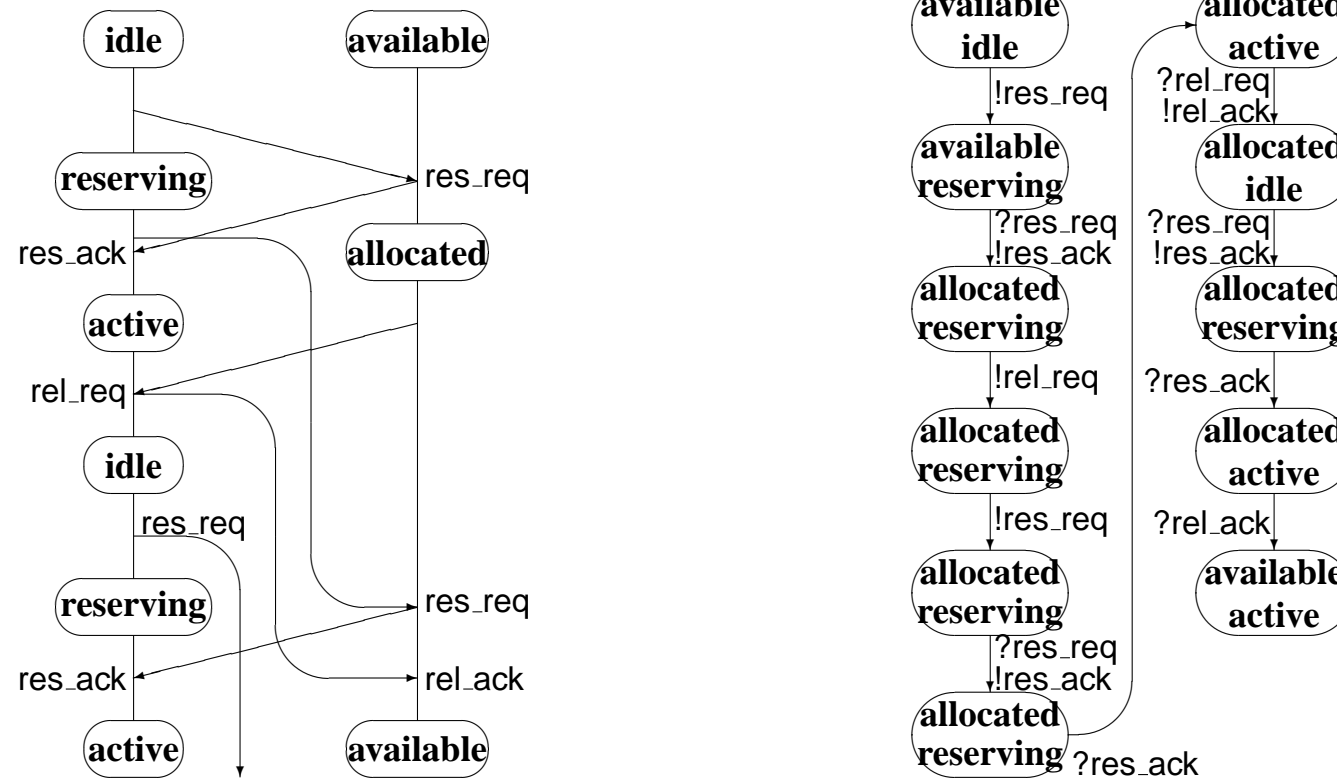 idle
available
reserving
res_req
res_ack
allocated
active
rel_req
idle
res_req
reserving
res_req
res_ack
rel_ack
active
available
available
idle
!res_req
available
reserving
?res_req
!res_ack
allocated
reserving
!rel_req
allocated
reserving
!res_req
allocated
reserving
?res_req
!res_ack
allocated
reserving
?res_ack
allocated
active
?rel_req
!rel_ack
allocated
idle
?res_req
!res_ack
allocated
reserving
?res_ack
allocated
active
?rel_ack
available
active